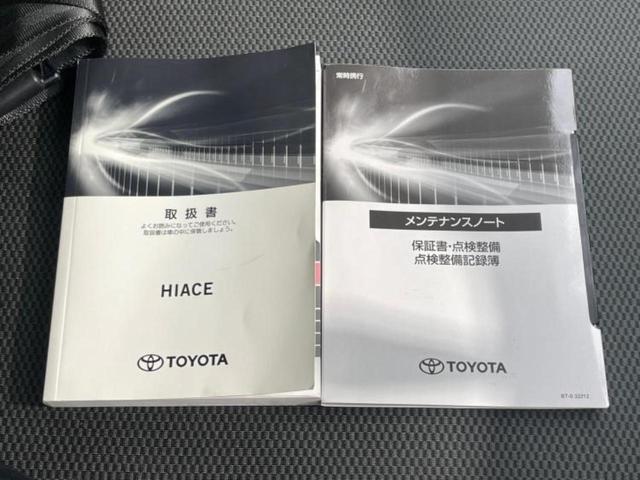 取扱書
よくお読みになってご使用ください。
取扱書は車の中に保管しましょう。
HIACE
TOYOTA
常時携行
メンテナンスノート
保証書・点検整備
点検整備記録簿
TOYOTA